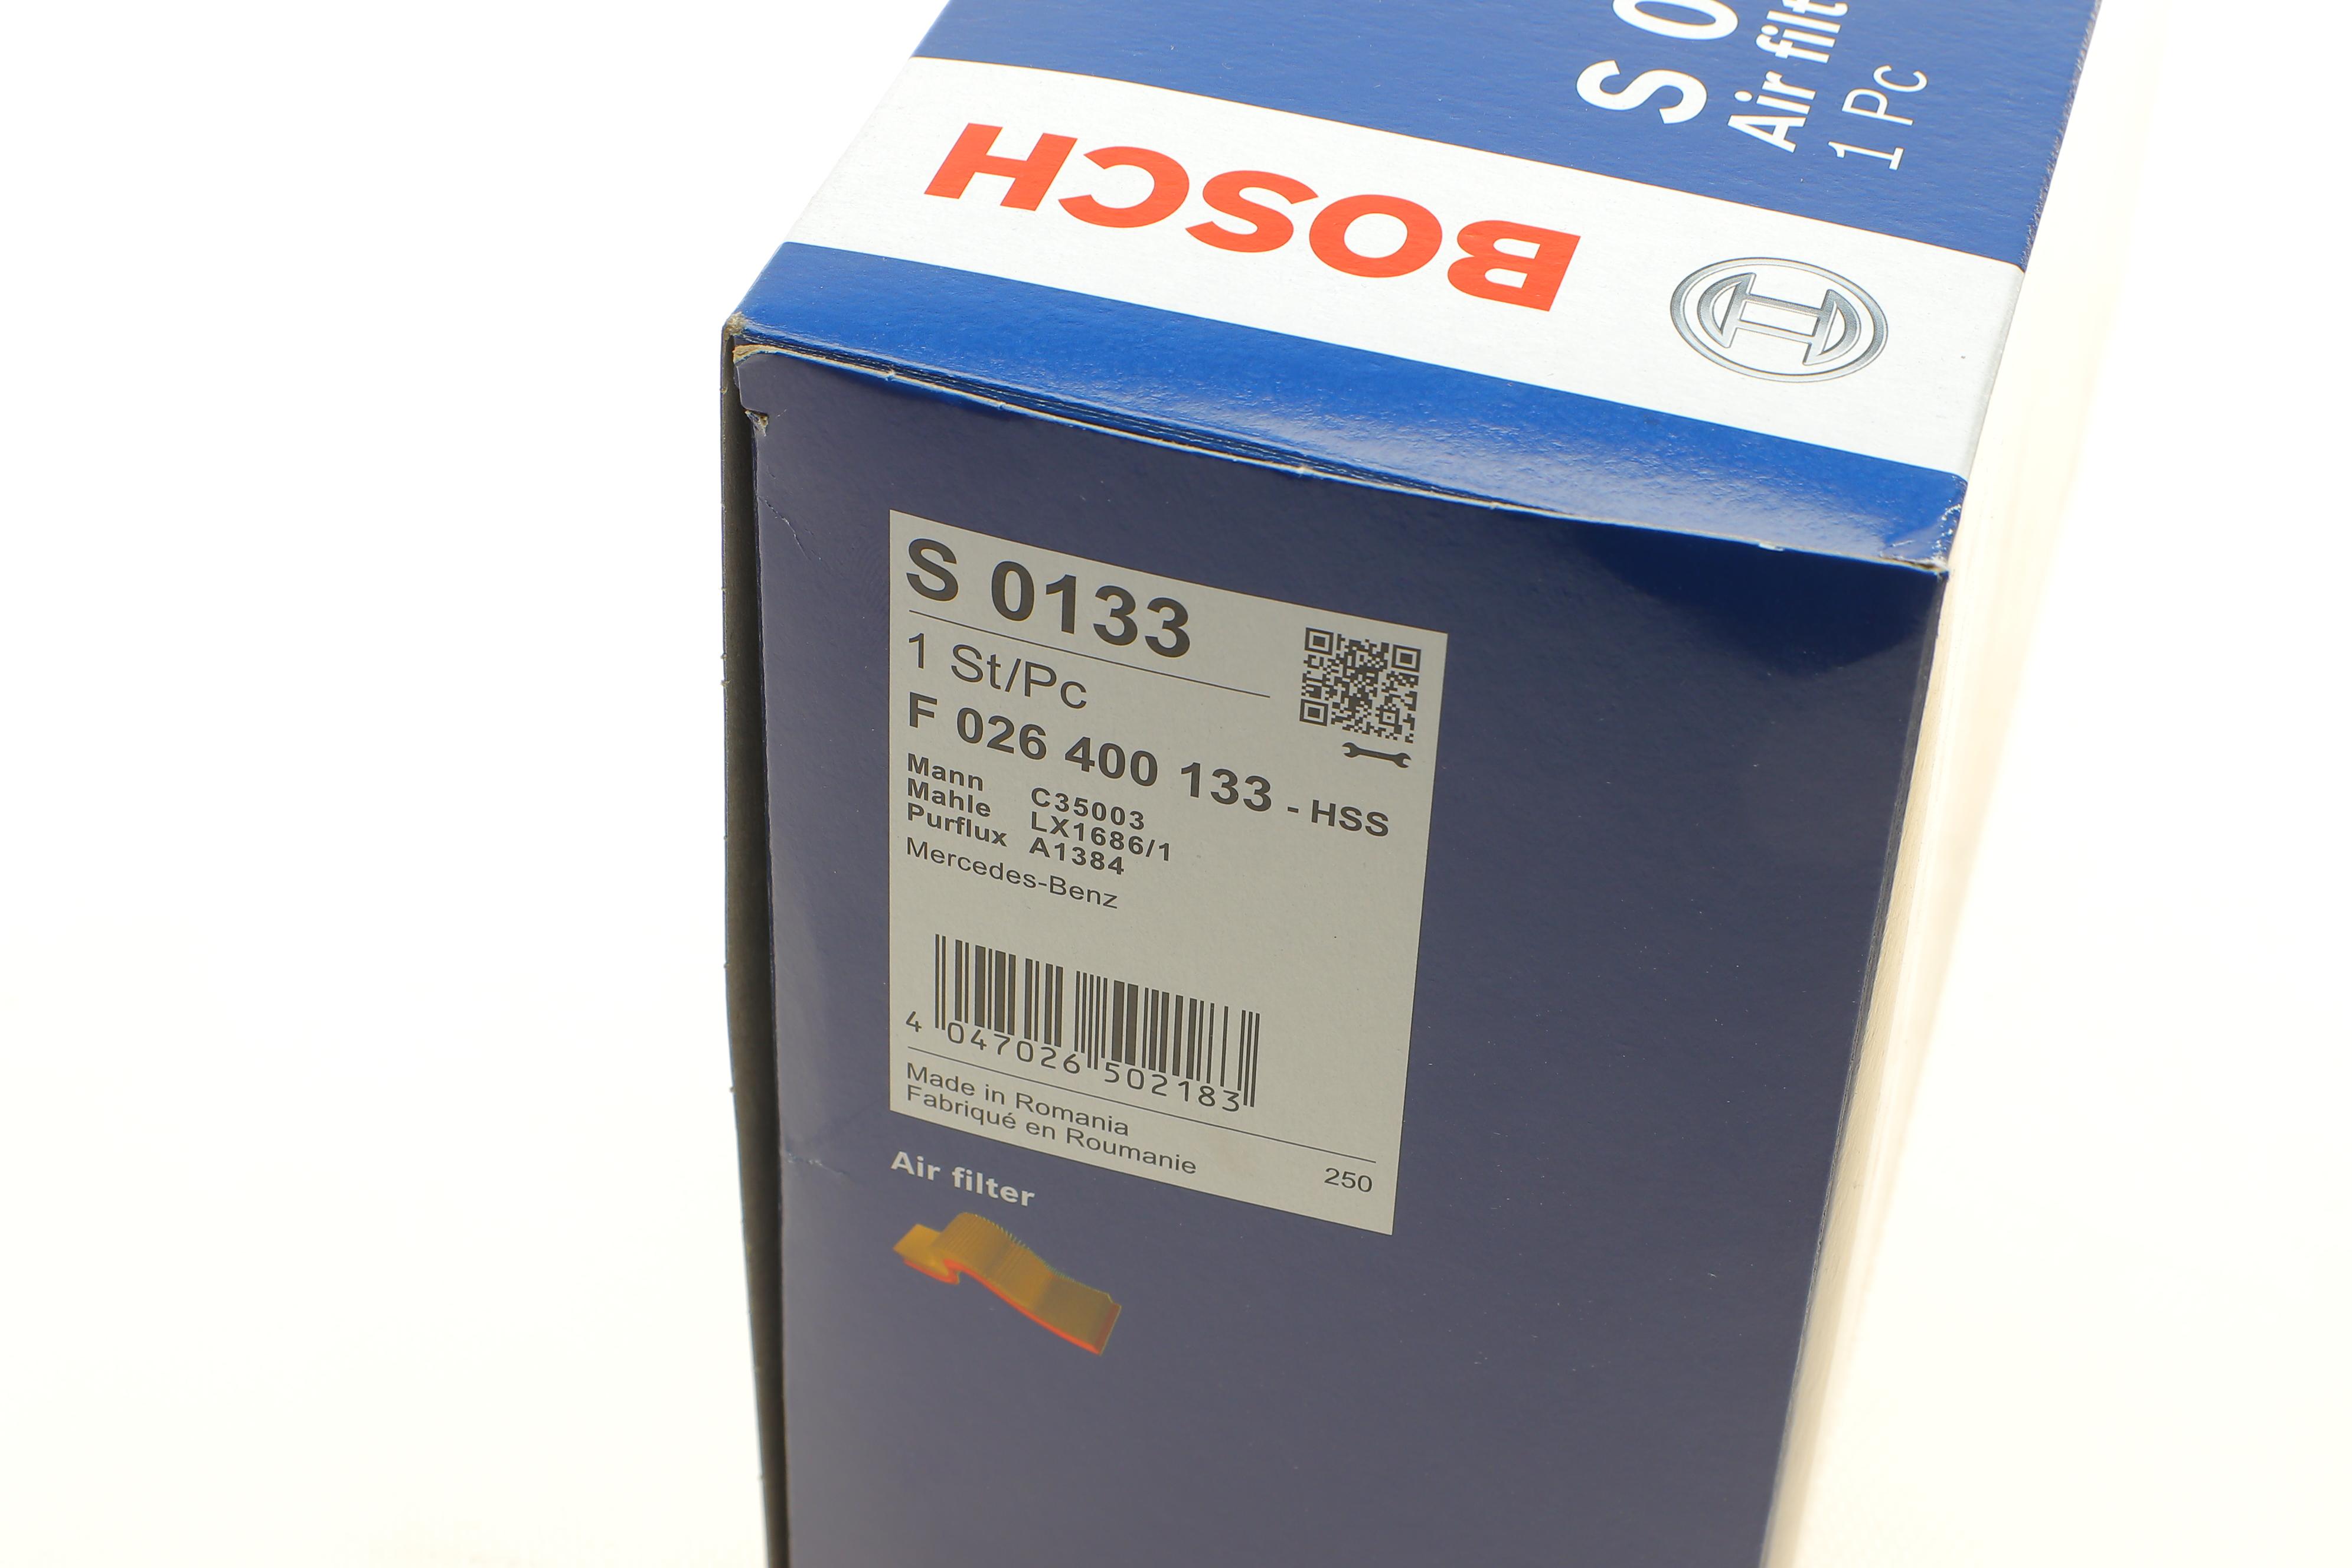 S 0
Air filt
1 Pc
BOSCH
S 0133
1 St/Pc
F 026 400 133 - HSS
Mann C35003
Mahle LX1686/1
Purflux A1384
Mercedes-Benz
4 047026 502183
Made in Romania
Fabriqué en Roumanie
250
Air filter